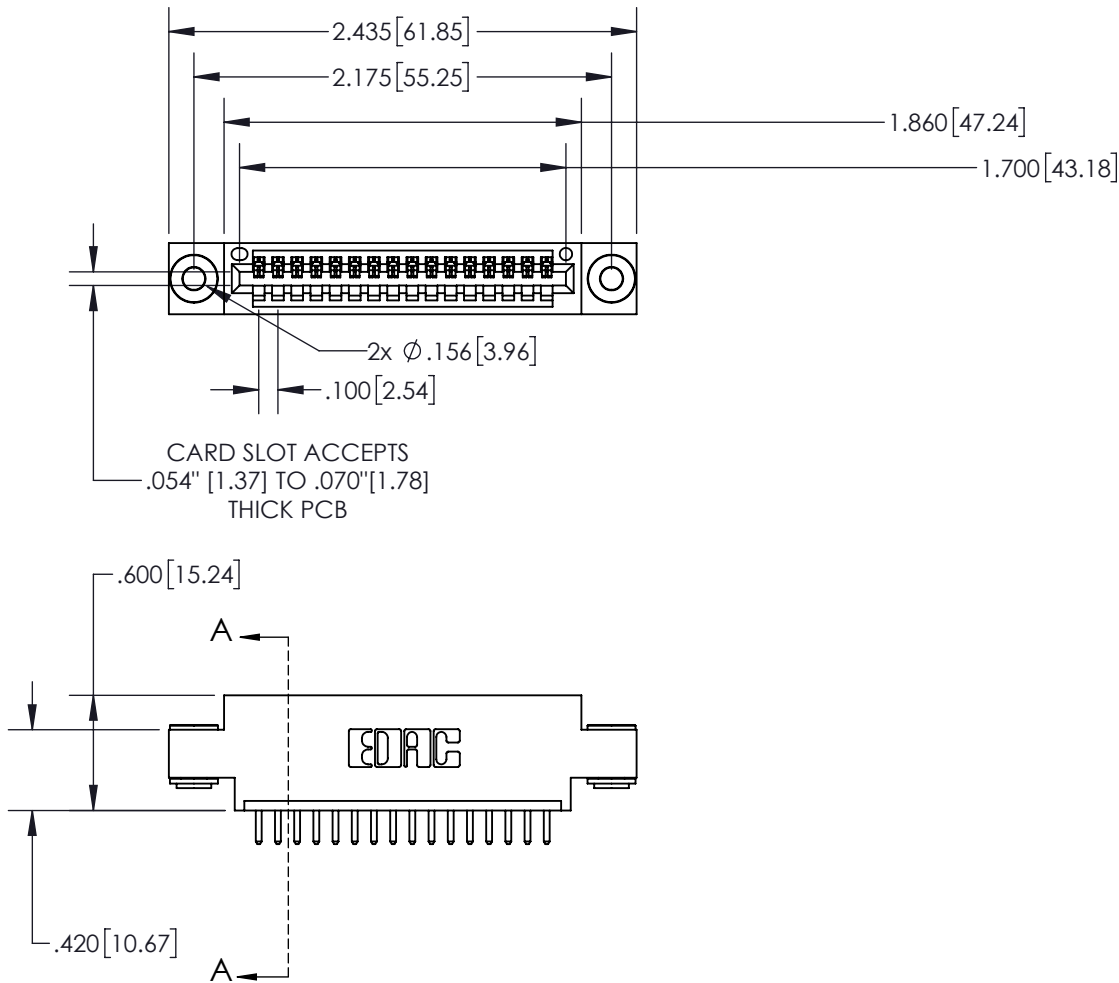 2.435[61.85]
2.175[55.25]
1.860[47.24]
1.700[43.18]
2x Ø.156[3.96]
.100[2.54]
CARD SLOT ACCEPTS
.054" [1.37] TO .070"[1.78]
THICK PCB
.600[15.24]
A
EDAC
.420[10.67]
A